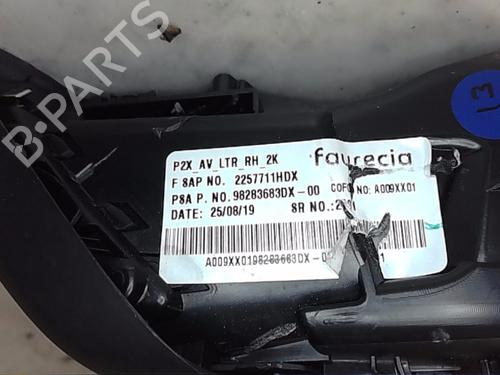 P2X_AV_LTR_RH_2K faurecia
F SAP NO. 2257711HDX
PSA P. NO. 98283683DX-00 COFOR NO: A009XX01
DATE: 25/08/19 SR NO.:
A009XX0198283683DX-0
13
B-PARTS